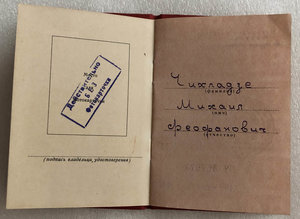 Действительно
без
фотокарточки
(подпись владельца, удостоверения)
Чихладзе
(фамилия)
Михаил
(имя)
Феофанович
(отчество)